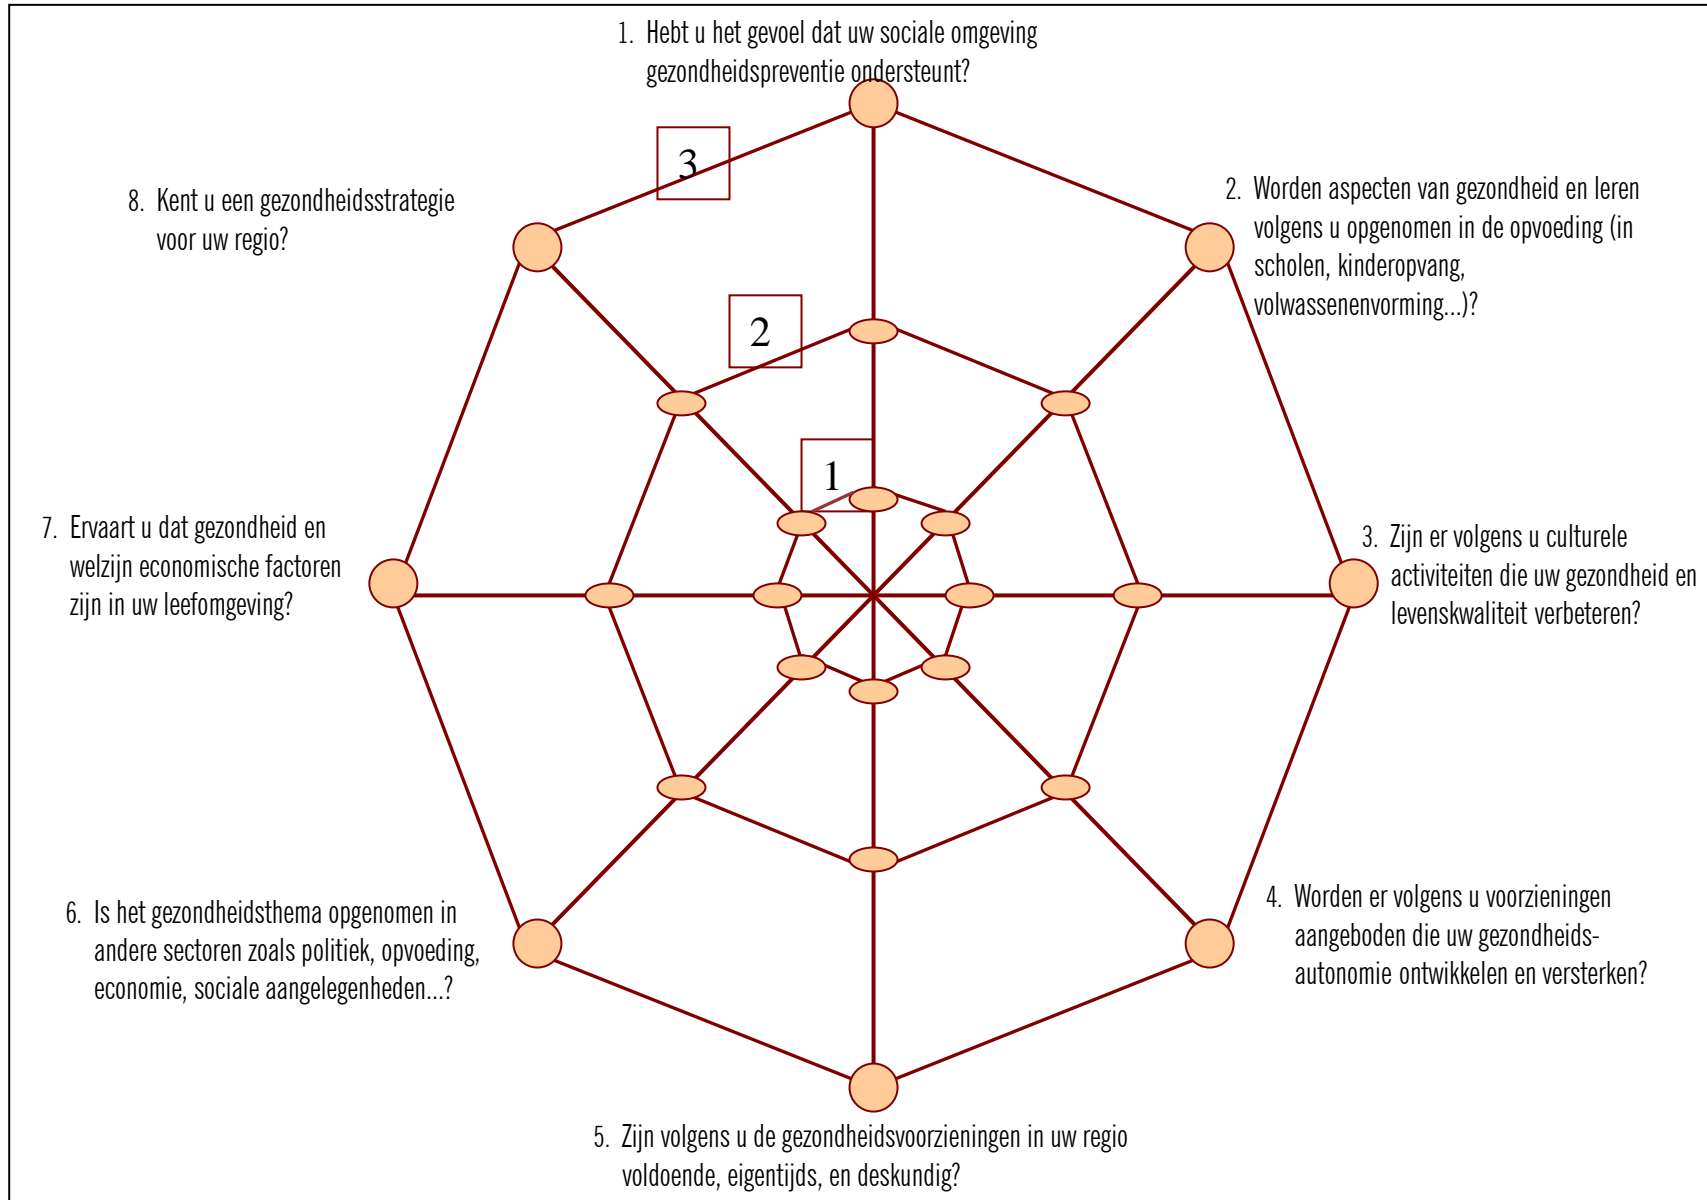 1. Hebt u het gevoel dat uw sociale omgeving
gezondheidspreventie ondersteunt?
3
8. Kent u een gezondheidsstrategie
voor uw regio?
2. Worden aspecten van gezondheid en leren
volgens u opgenomen in de opvoeding (in
scholen, kinderopvang,
volwassenenvorming...)?
2
1
7. Ervaart u dat gezondheid en
welzijn economische factoren
zijn in uw leefomgeving?
3. Zijn er volgens u culturele
activiteiten die uw gezondheid en
levenskwaliteit verbeteren?
6. Is het gezondheidsthema opgenomen in
andere sectoren zoals politiek, opvoeding,
economie, sociale aangelegenheden...?
4. Worden er volgens u voorzieningen
aangeboden die uw gezondheids-
autonomie ontwikkelen en versterken?
5. Zijn volgens u de gezondheidsvoorzieningen in uw regio
voldoende, eigentijds, en deskundig?